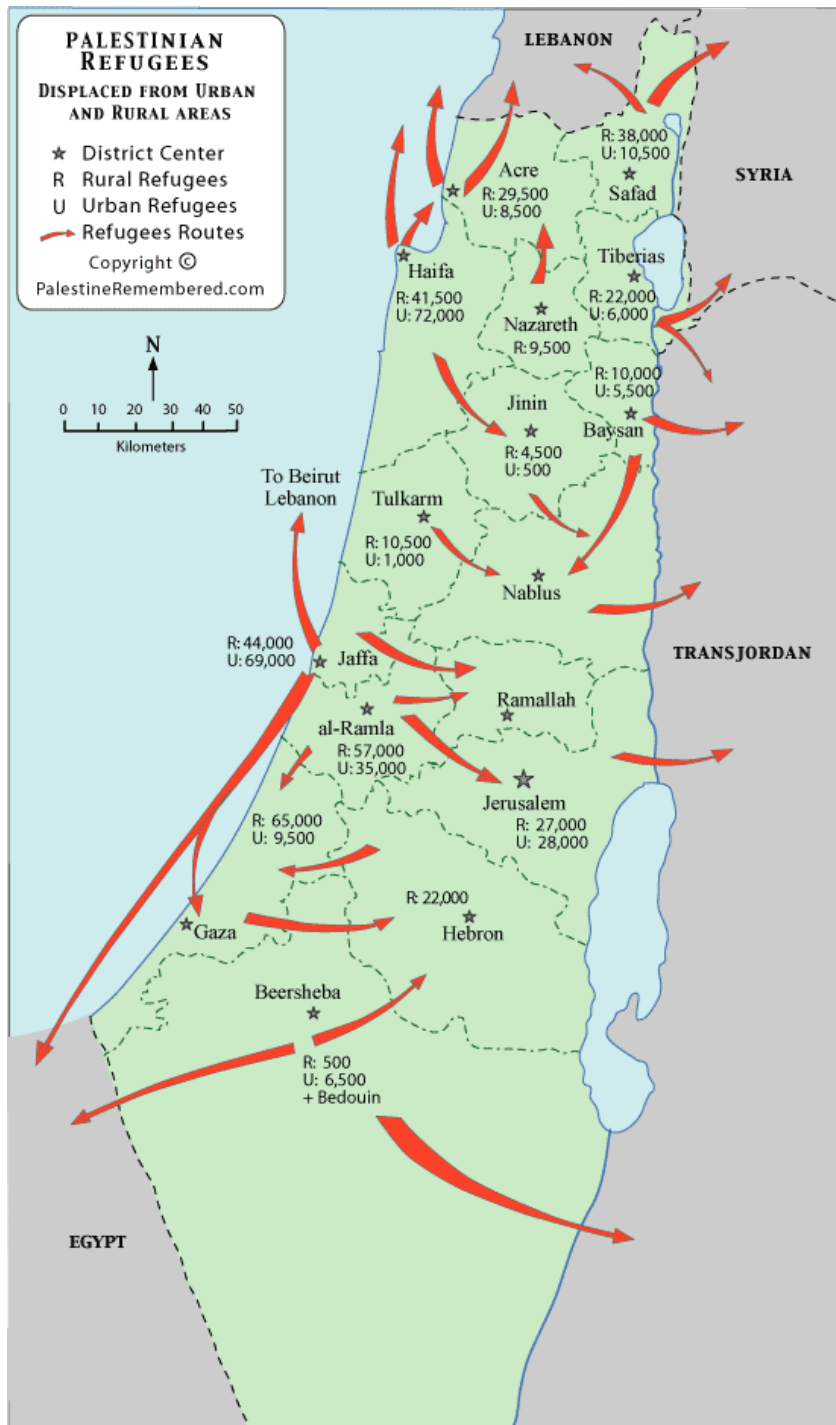 PALESTINIAN
REFUGEES
DISPLACED FROM URBAN
AND RURAL AREAS
District Center
R Rural Refugees
U Urban Refugees
Refugees Routes
Copyright ©
PalestineRemembered.com
N
0 10 20 30 40 50
Kilometers
LEBANON
SYRIA
R: 38,000
U: 10,500
Safad
Acre
R: 29,500
U: 8,500
Haifa
R: 41,500
U: 72,000
Tiberias
R: 22,000
U: 6,000
Nazareth
R: 9,500
R: 10,000
U: 5,500
Baysan
Jinin
R: 4,500
U: 500
To Beirut
Lebanon
Tulkarm
R: 10,500
U: 1,000
Nablus
R: 44,000
U: 69,000
Jaffa
TRANSJORDAN
Ramallah
al-Ramla
R: 57,000
U: 35,000
Jerusalem
R: 27,000
U: 28,000
R: 65,000
U: 9,500
Gaza
R: 22,000
Hebron
Beersheba
R: 500
U: 6,500
+ Bedouin
EGYPT